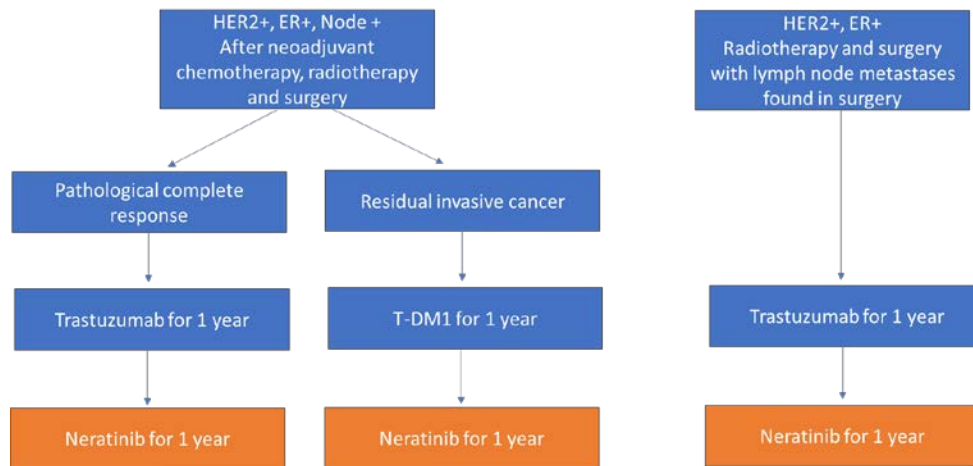 HER2+, ER+, Node +
After neoadjuvant
chemotherapy, radiotherapy
and surgery
HER2+, ER+
Radiotherapy and surgery
with lymph node metastases
found in surgery
Pathological complete
response
Residual invasive cancer
Trastuzumab for 1 year
T-DM1 for 1 year
Trastuzumab for 1 year
Neratinib for 1 year
Neratinib for 1 year
Neratinib for 1 year